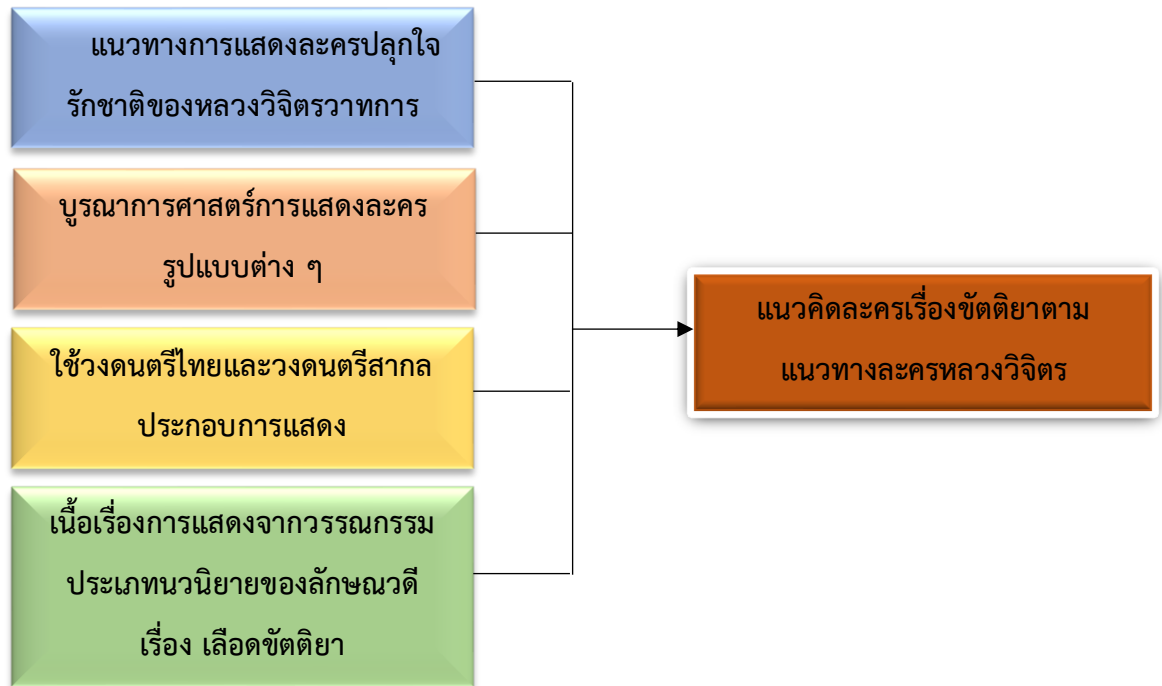 แนวทางการแสดงละครปลุกใจ
รักชาติของหลวงวิจิตรวาทการ
บูรณาการศาสตร์การแสดงละคร
รูปแบบต่าง ๆ
ใช้วงดนตรีไทยและวงดนตรีสากล
ประกอบการแสดง
เนื้อเรื่องการแสดงจากวรรณกรรม
ประเภทนวนิยายของลักษณวดี
เรื่อง เลือดขัตติยา
แนวคิดละครเรื่องขัตติยาตาม
แนวทางละครหลวงวิจิตร